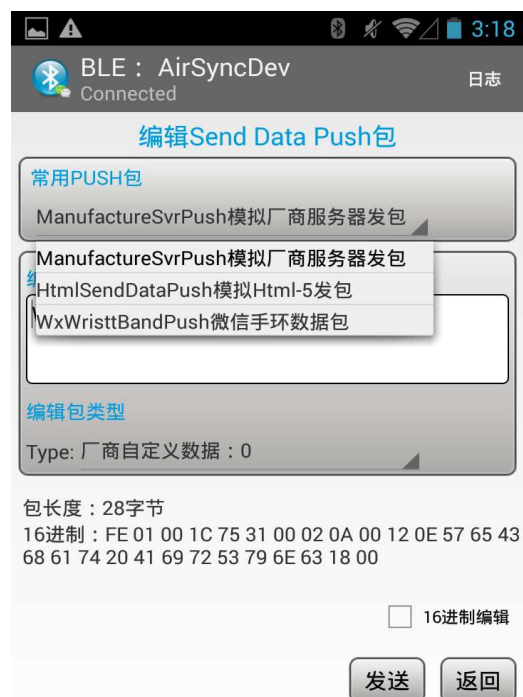 3:18
BLE： AirSyncDev
Connected
日志
编辑Send Data Push包
常用PUSH包
ManufactureSvrPush模拟厂商服务器发包
ManufactureSvrPush模拟厂商服务器发包
HtmlSendDataPush模拟Html-5发包
WxWristtBandPush微信手环数据包
编辑包类型
Type: 厂商自定义数据：0
包长度：28字节
16进制：FE 01 00 1C 75 31 00 02 0A 00 12 0E 57 65 43
68 61 74 20 41 69 72 53 79 6E 63 18 00
16进制编辑
发送
返回